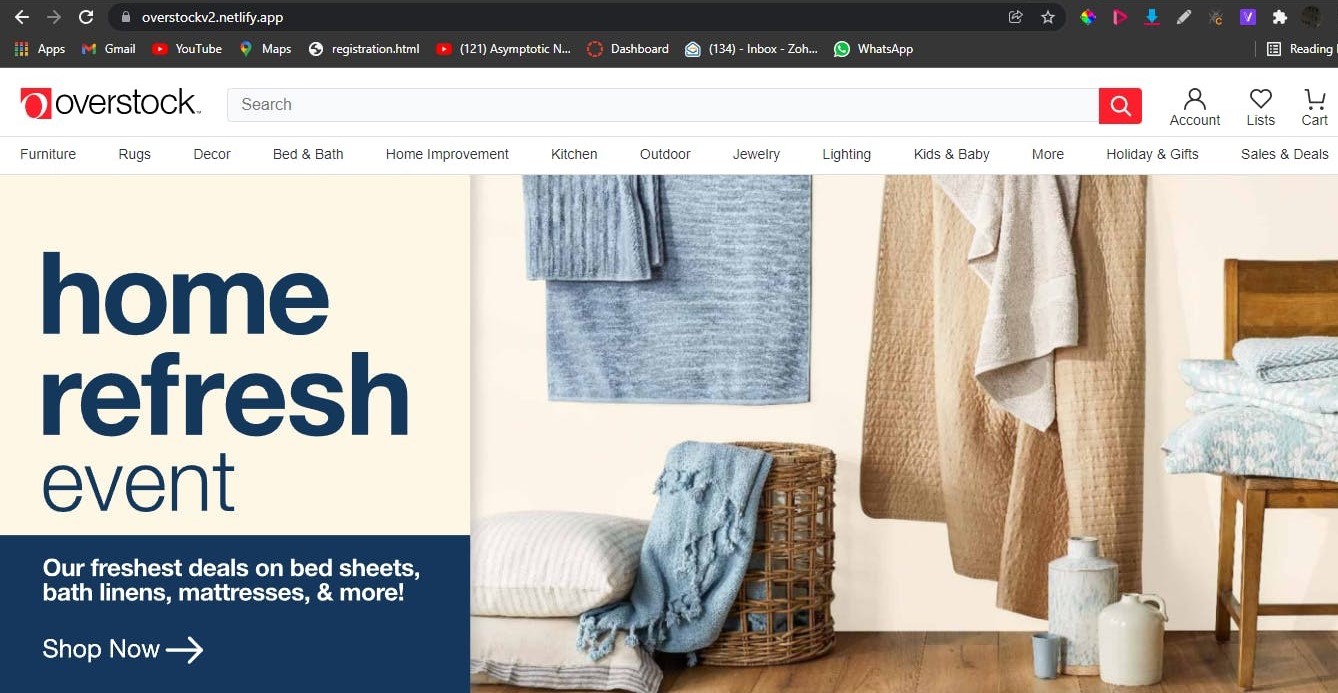 overstockv2.netlify.app
Apps Gmail YouTube Maps registration.html (121) Asymptotic N... Dashboard (134) - Inbox - Zoh... WhatsApp Reading
overstock™ Search Account Lists Cart
Furniture Rugs Decor Bed & Bath Home Improvement Kitchen Outdoor Jewelry Lighting Kids & Baby More Holiday & Gifts Sales & Deals
home
refresh
event
Our freshest deals on bed sheets,
bath linens, mattresses, & more!
Shop Now